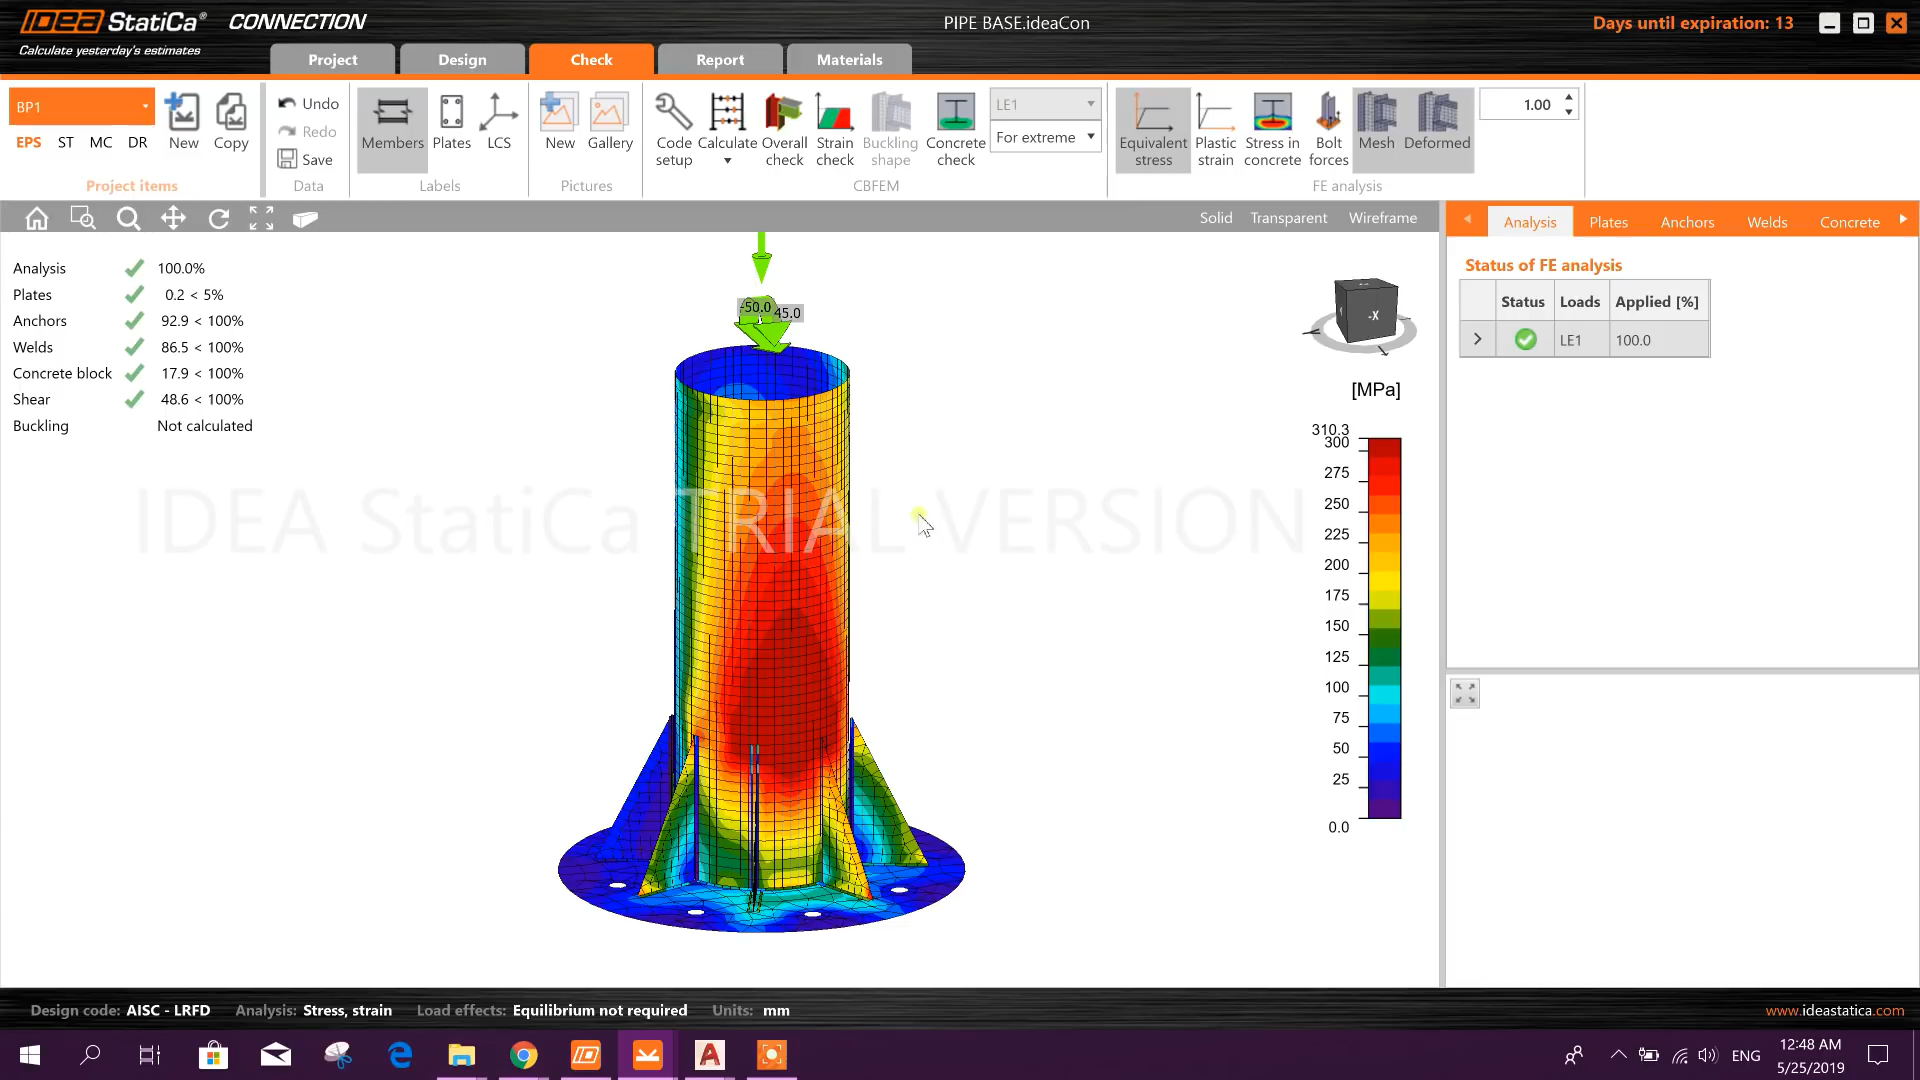 IDEA StatiCa® CONNECTION
Calculate yesterday's estimates
PIPE BASE.ideaCon
Days until expiration: 13
Project Design Check Report Materials
BP1
EPS ST MC DR
New Copy
Project items
Undo
Redo
Save
Data
Members Plates LCS
Labels
New Gallery
Pictures
Code setup
Calculate
Overall check
Strain check
Buckling shape
Concrete check
LE1
For extreme
CBFEM
Equivalent stress
Plastic strain
Stress in concrete
Bolt forces
Mesh
Deformed
1.00
FE analysis
Solid Transparent Wireframe
Analysis Plates Anchors Welds Concrete
Analysis 100.0%
Plates 0.2 < 5%
Anchors 92.9 < 100%
Welds 86.5 < 100%
Concrete block 17.9 < 100%
Shear 48.6 < 100%
Buckling Not calculated
-50.0
45.0
-X
[MPa]
310.3
300
275
250
225
200
175
150
125
100
75
50
25
0.0
IDEA StatiCa TRIAL VERSION
Status of FE analysis
Status Loads Applied [%]
> LE1 100.0
Design code: AISC - LRFD Analysis: Stress, strain Load effects: Equilibrium not required Units: mm
www.ideastatica.com
ENG
12:48 AM
5/25/2019